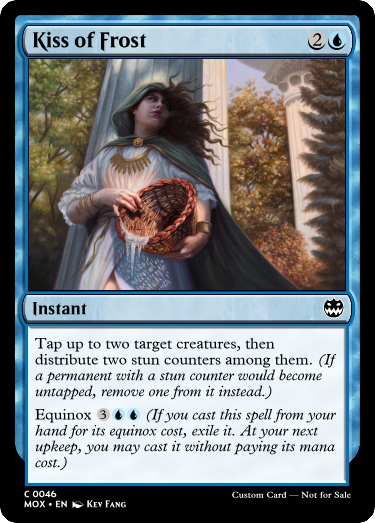 Kiss of Frost 2
Instant
Tap up to two target creatures, then
distribute two stun counters among them. (If
a permanent with a stun counter would become
untapped, remove one from it instead.)
Equinox 3 (If you cast this spell from your
hand for its equinox cost, exile it. At your next
upkeep, you may cast it without paying its mana
cost.)
C 0046
MOX • EN Kev Fang
Custom Card — Not for Sale